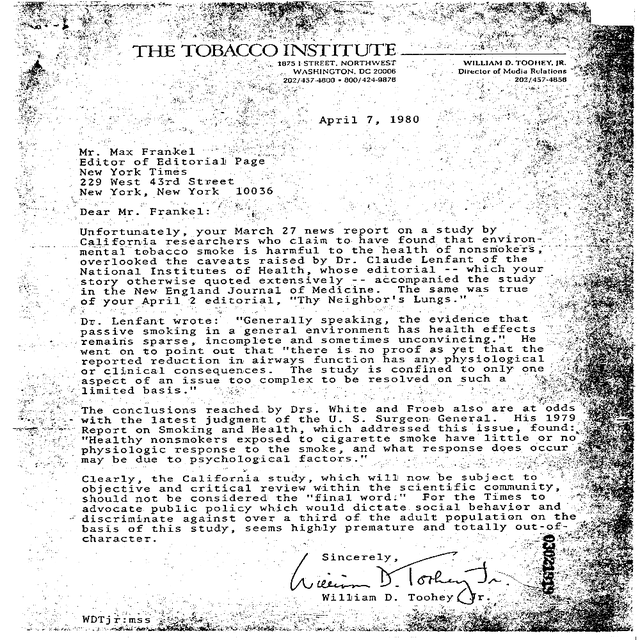 THE TOBACCO INSTITUTE
1875 I STREET, NORTHWEST
WASHINGTON, DC 20006
202/457-4800 • 800/424-9876
WILLIAM D. TOOHEY, JR.
Director of Media Relations
202/457-4856
April 7, 1980
Mr. Max Frankel
Editor of Editorial Page
New York Times
229 West 43rd Street
New York, New York 10036
Dear Mr. Frankel:
Unfortunately, your March 27 news report on a study by
California researchers who claim to have found that environ-
mental tobacco smoke is harmful to the health of nonsmokers,
overlooked the caveats raised by Dr. Claude Lenfant of the
National Institutes of Health, whose editorial -- which your
story otherwise quoted extensively -- accompanied the study
in the New England Journal of Medicine. The same was true
of your April 2 editorial, "Thy Neighbor's Lungs."
Dr. Lenfant wrote: "Generally speaking, the evidence that
passive smoking in a general environment has health effects
remains sparse, incomplete and sometimes unconvincing." He
went on to point out that "there is no proof as yet that the
reported reduction in airways function has any physiological
or clinical consequences. The study is confined to only one
aspect of an issue too complex to be resolved on such a
limited basis."
The conclusions reached by Drs. White and Froeb also are at odds
with the latest judgment of the U. S. Surgeon General. His 1979
Report on Smoking and Health, which addressed this issue, found:
"Healthy nonsmokers exposed to cigarette smoke have little or no
physiologic response to the smoke, and what response does occur
may be due to psychological factors."
Clearly, the California study, which will now be subject to
objective and critical review within the scientific community,
should not be considered the "final word." For the Times to
advocate public policy which would dictate social behavior and
discriminate against over a third of the adult population on the
basis of this study, seems highly premature and totally out-of-
character.
Sincerely,
William D. Toohey Jr.
William D. Toohey Jr.
WDTjr:mss